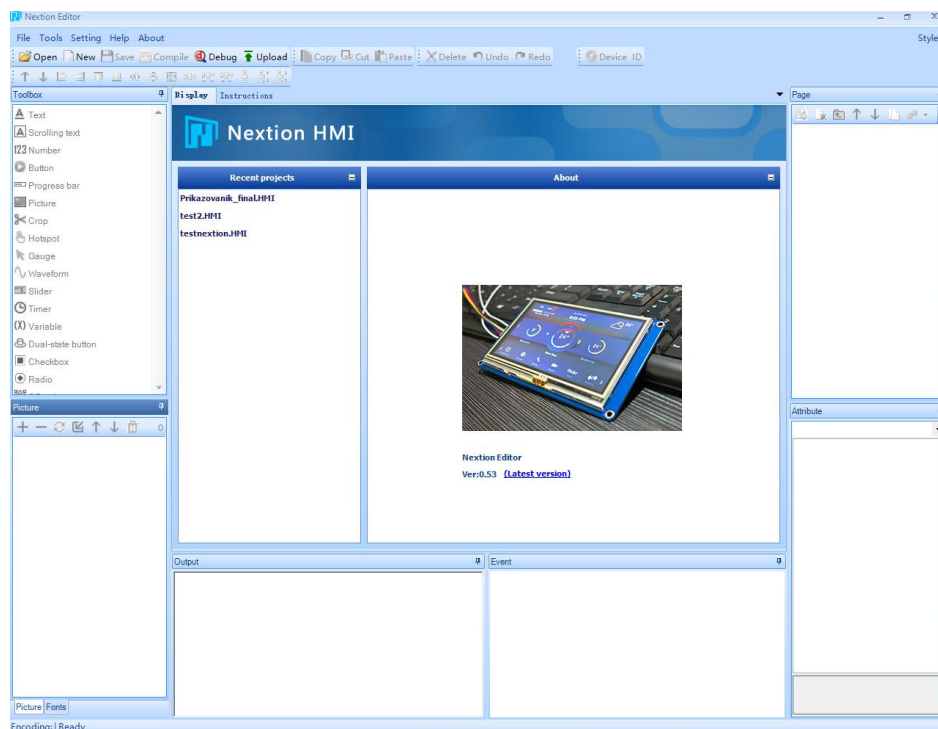 Nextion Editor
File Tools Setting Help About
Style
Open New Save Compile Debug Upload Copy Cut Paste Delete Undo Redo Device ID
Toolbox
Display Instructions
Page
A Text
A Scrolling text
123 Number
Button
Progress bar
Picture
Crop
Hotspot
Gauge
Waveform
Slider
Timer
(X) Variable
Dual-state button
Checkbox
Radio
Nextion HMI
Recent projects
Prikazovanik_final.HMI
test2.HMI
testnextion.HMI
About
Nextion Editor
Ver:0.53 (Latest version)
Picture
0
Attribute
Output
Event
Picture Fonts
Encoding:| Ready